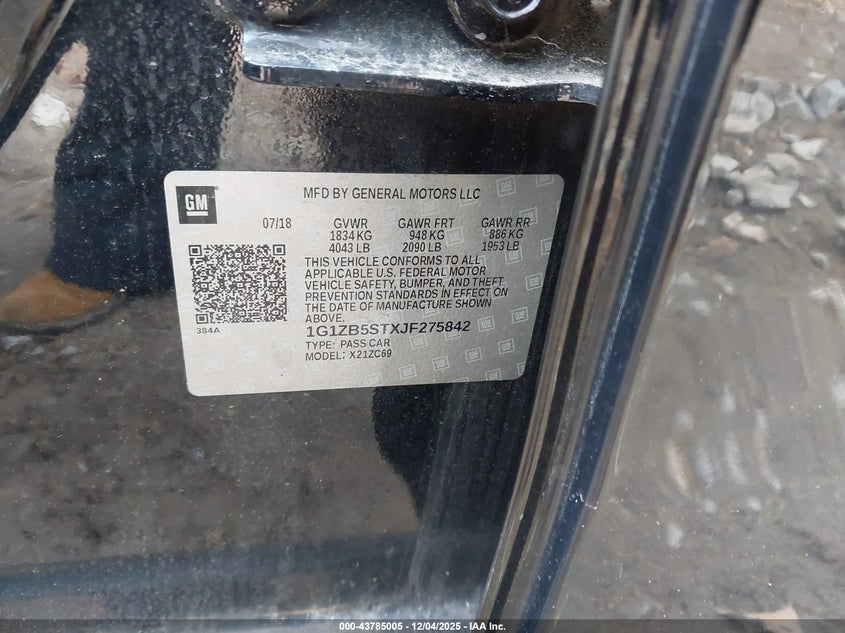 GM
MFD BY GENERAL MOTORS LLC
07/18 GVWR GAWR FRT GAWR RR
1834 KG 948 KG 886 KG
4043 LB 2090 LB 1953 LB
THIS VEHICLE CONFORMS TO ALL
APPLICABLE U.S. FEDERAL MOTOR
VEHICLE SAFETY, BUMPER, AND THEFT
PREVENTION STANDARDS IN EFFECT ON
THE DATE OF MANUFACTURE SHOWN
ABOVE.
384A
1G1ZB5STXJF275842
TYPE: PASS CAR
MODEL: X21ZC69
000-43785005 - 12/04/2025 - IAA Inc.